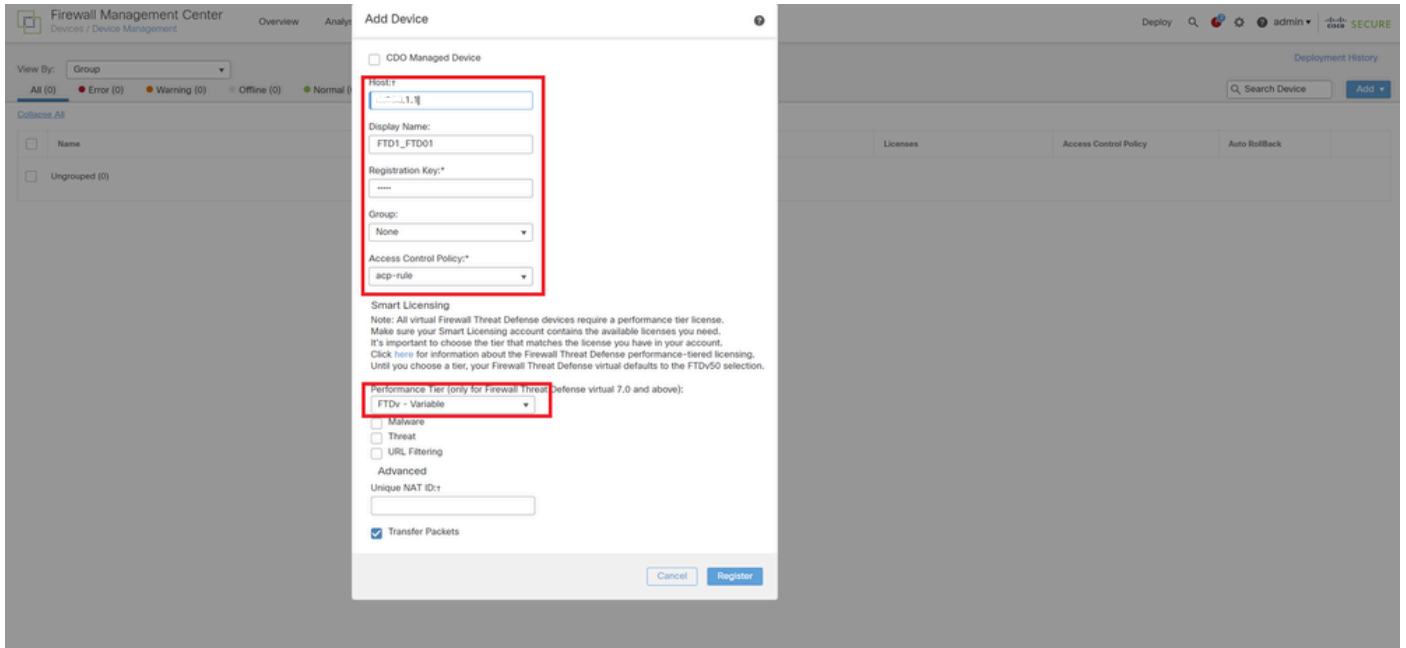 Firewall Management Center
Devices / Device Management
Overview
Deploy
admin
SECURE
Add Device
CDO Managed Device
View By:
Group
Deployment History
All (0)
Error (0)
Warning (0)
Offline (0)
Normal
Search Device
Add
Collapse All
Name
Licenses
Access Control Policy
Auto RollBack
Ungrouped (0)
Host:†
.1.1
Display Name:
FTD1_FTD01
Registration Key:*
Group:
None
Access Control Policy:*
acp-rule
Smart Licensing
Note: All virtual Firewall Threat Defense devices require a performance tier license.
Make sure your Smart Licensing account contains the available licenses you need.
It's important to choose the tier that matches the license you have in your account.
Click here for information about the Firewall Threat Defense performance-tiered licensing.
Until you choose a tier, your Firewall Threat Defense virtual defaults to the FTDv50 selection.
Performance Tier (only for Firewall Threat Defense virtual 7.0 and above):
FTDv - Variable
Malware
Threat
URL Filtering
Advanced
Unique NAT ID:†
Transfer Packets
Cancel
Register